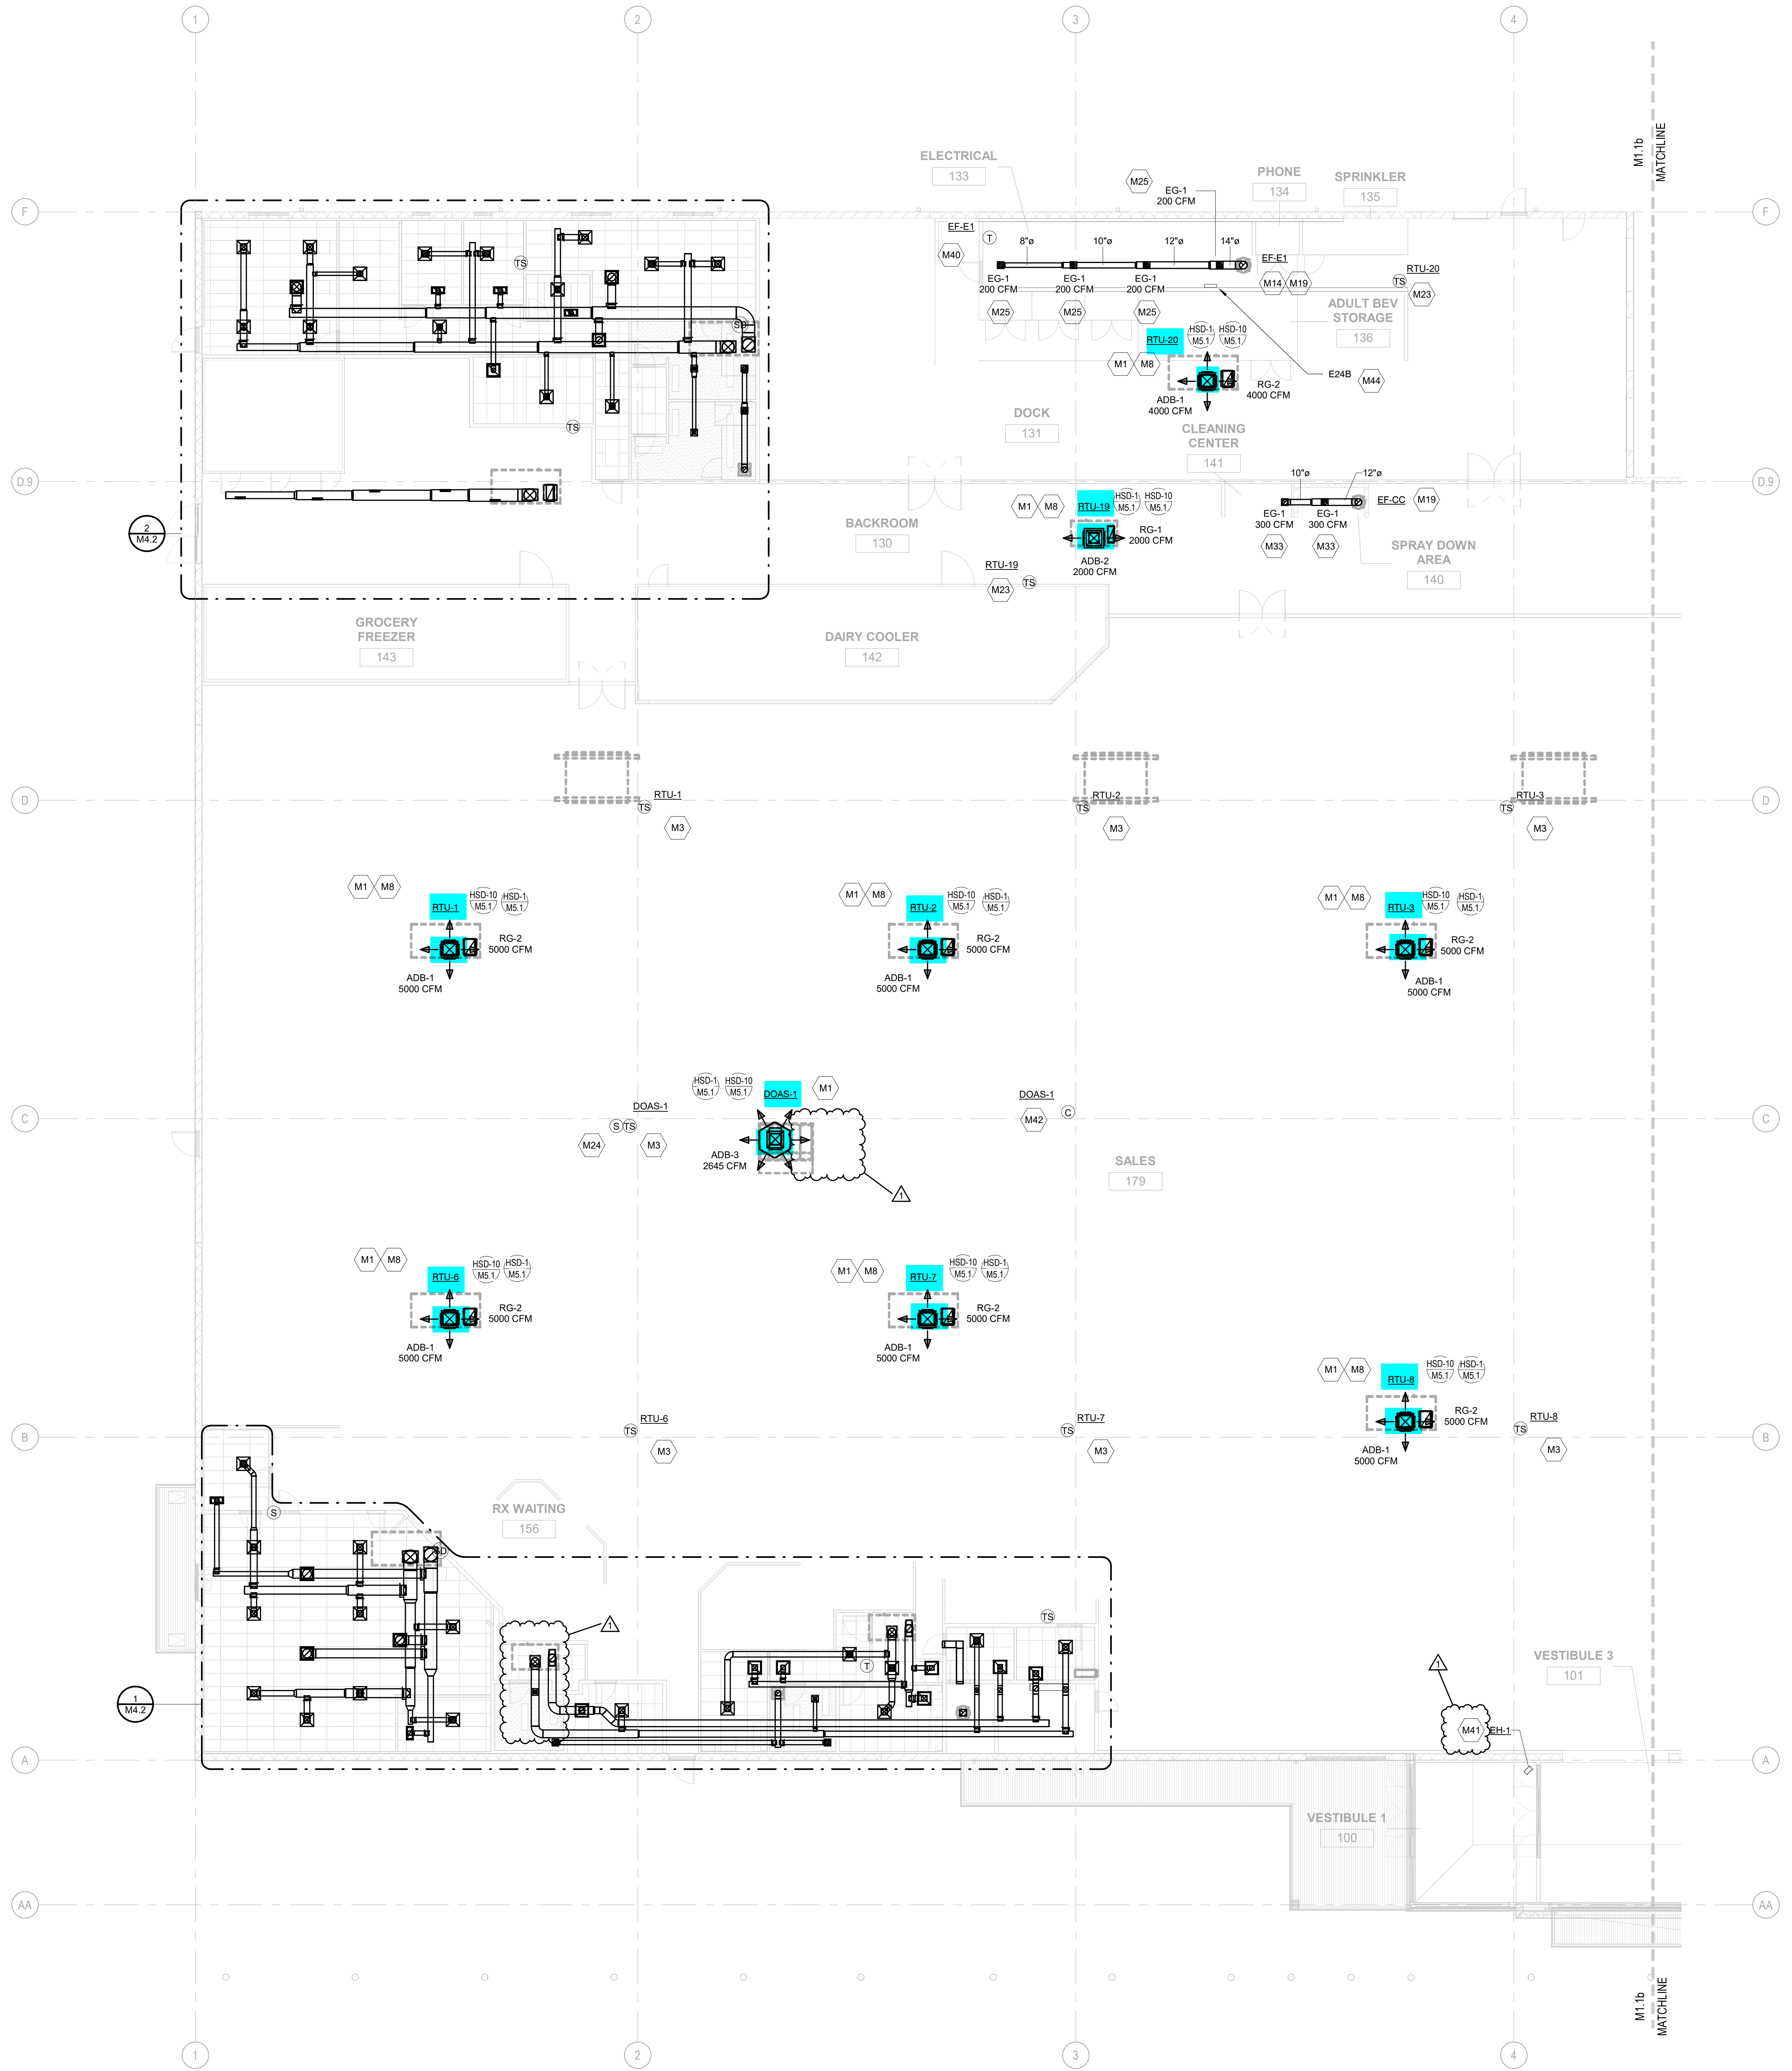 1
2
3
4
M1.1b
MATCHLINE
ELECTRICAL
133
PHONE
134
SPRINKLER
135
M25
EG-1
200 CFM
F
F
EF-E1
T
M40
8"ø
10"ø
12"ø
14"ø
EF-E1
M14
M19
EG-1
200 CFM
EG-1
200 CFM
EG-1
200 CFM
M25
M25
M25
RTU-20
TS
M23
ADULT BEV
STORAGE
136
TS
SD
TS
RTU-20
HSD-1
M5.1
HSD-10
M5.1
M1
M8
RG-2
4000 CFM
ADB-1
4000 CFM
E24B
M44
DOCK
131
CLEANING
CENTER
141
D.9
D.9
10"ø
12"ø
EF-CC
M19
EG-1
300 CFM
EG-1
300 CFM
M33
M33
SPRAY DOWN
AREA
140
M1
M8
RTU-19
HSD-1
M5.1
HSD-10
M5.1
RG-1
2000 CFM
ADB-2
2000 CFM
BACKROOM
130
RTU-19
TS
M23
2
M4.2
GROCERY
FREEZER
143
DAIRY COOLER
142
D
D
RTU-1
TS
M3
RTU-2
TS
M3
RTU-3
TS
M3
M1
M8
RTU-1
HSD-10
M5.1
HSD-1
M5.1
RG-2
5000 CFM
ADB-1
5000 CFM
M1
M8
RTU-2
HSD-10
M5.1
HSD-1
M5.1
RG-2
5000 CFM
ADB-1
5000 CFM
M1
M8
RTU-3
HSD-10
M5.1
HSD-1
M5.1
RG-2
5000 CFM
ADB-1
5000 CFM
C
C
HSD-1
M5.1
HSD-10
M5.1
DOAS-1
M1
DOAS-1
S
TS
M24
M3
ADB-3
2645 CFM
1
DOAS-1
M42
C
SALES
179
M1
M8
RTU-6
HSD-10
M5.1
HSD-1
M5.1
RG-2
5000 CFM
ADB-1
5000 CFM
M1
M8
RTU-7
HSD-10
M5.1
HSD-1
M5.1
RG-2
5000 CFM
ADB-1
5000 CFM
M1
M8
RTU-8
HSD-10
M5.1
HSD-1
M5.1
RG-2
5000 CFM
ADB-1
5000 CFM
B
B
RTU-6
TS
M3
RTU-7
TS
M3
RTU-8
TS
M3
S
RX WAITING
156
SD
1
TS
T
1
M4.2
VESTIBULE 3
101
1
M41
EH-1
A
A
VESTIBULE 1
100
AA
AA
M1.1b
MATCHLINE
1
2
3
4